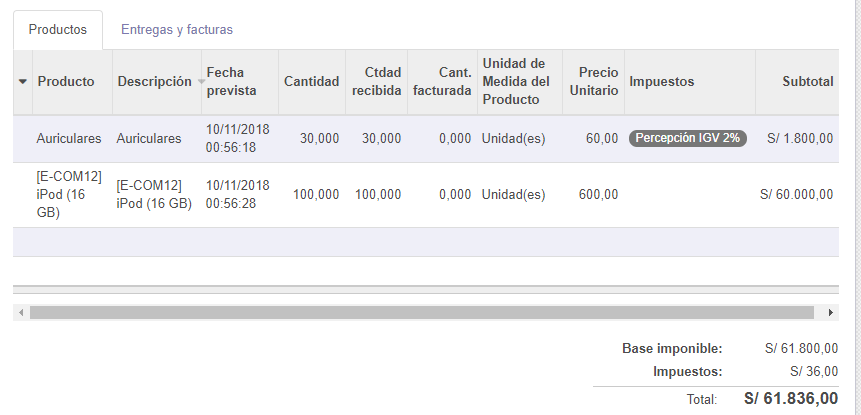 Productos Entregas y facturas
Producto Descripción Fecha prevista Cantidad Ctdad recibida Cant. facturada Unidad de Medida del Producto Precio Unitario Impuestos Subtotal
Auriculares Auriculares 10/11/2018 00:56:18 30,000 30,000 0,000 Unidad(es) 60,00 Percepción IGV 2% S/ 1.800,00
[E-COM12] iPod (16 GB) [E-COM12] iPod (16 GB) 10/11/2018 00:56:28 100,000 100,000 0,000 Unidad(es) 600,00 S/ 60.000,00
Base imponible: S/ 61.800,00
Impuestos: S/ 36,00
Total: S/ 61.836,00